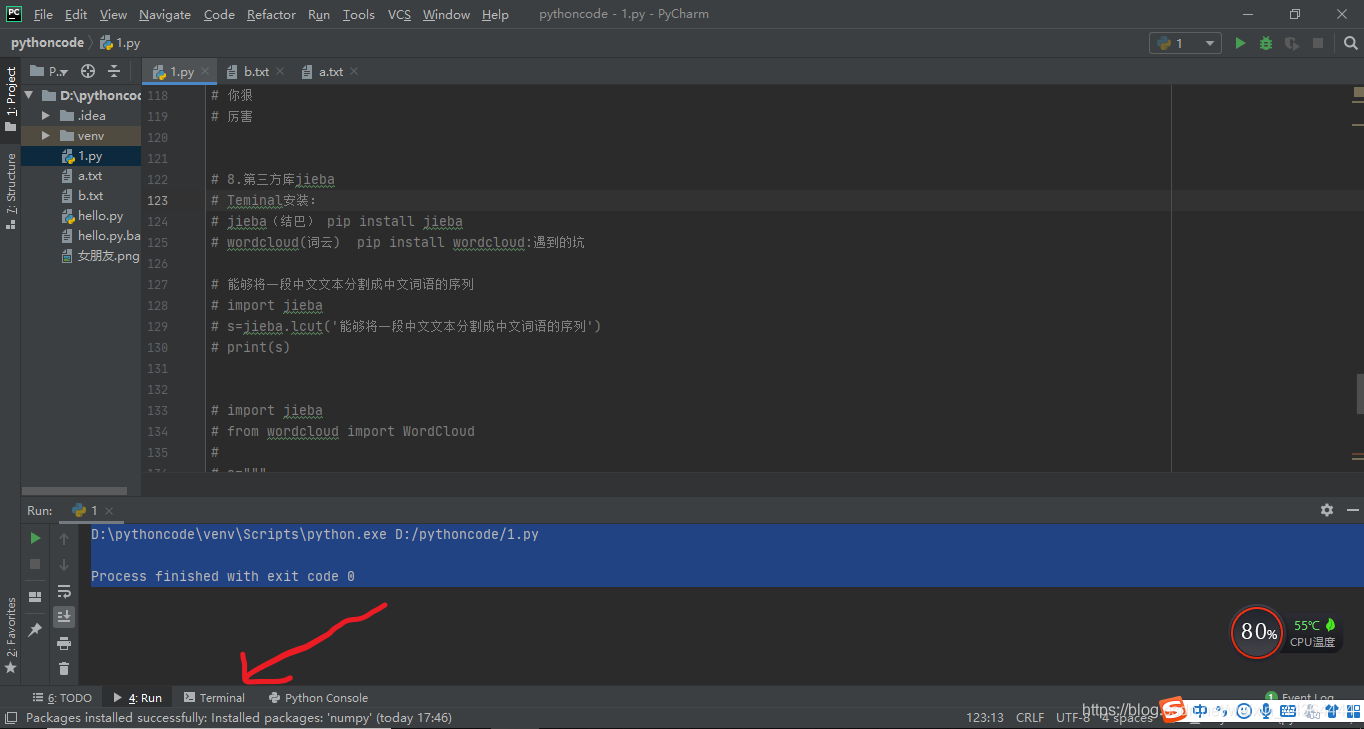 PC File Edit View Navigate Code Refactor Run Tools VCS Window Help pythoncode - 1.py - PyCharm
pythoncode 1.py 1
1: Project
P..
1.py b.txt a.txt
D:\pythoncoc
.idea
venv
1.py
a.txt
b.txt
hello.py
hello.py.ba
女朋友.png
7: Structure
118 # 你狠
119 # 厉害
120
121
122 # 8.第三方库jieba
123 # Teminal安装:
124 # jieba（结巴） pip install jieba
125 # wordcloud(词云） pip install wordcloud:遇到的坑
126
127 # 能够将一段中文文本分割成中文词语的序列
128 # import jieba
129 # s=jieba.lcut('能够将一段中文文本分割成中文词语的序列')
130 # print(s)
131
132
133 # import jieba
134 # from wordcloud import WordCloud
135 #
Run: 1
D:\pythoncode\venv\Scripts\python.exe D:/pythoncode/1.py
Process finished with exit code 0
2: Favorites
80% 55℃
CPU温度
6: TODO 4: Run Terminal Python Console 1 Event Log
Packages installed successfully: Installed packages: 'numpy' (today 17:46) 123:13 CRLF UTF-8 4 spaces
https://blog.
S 中